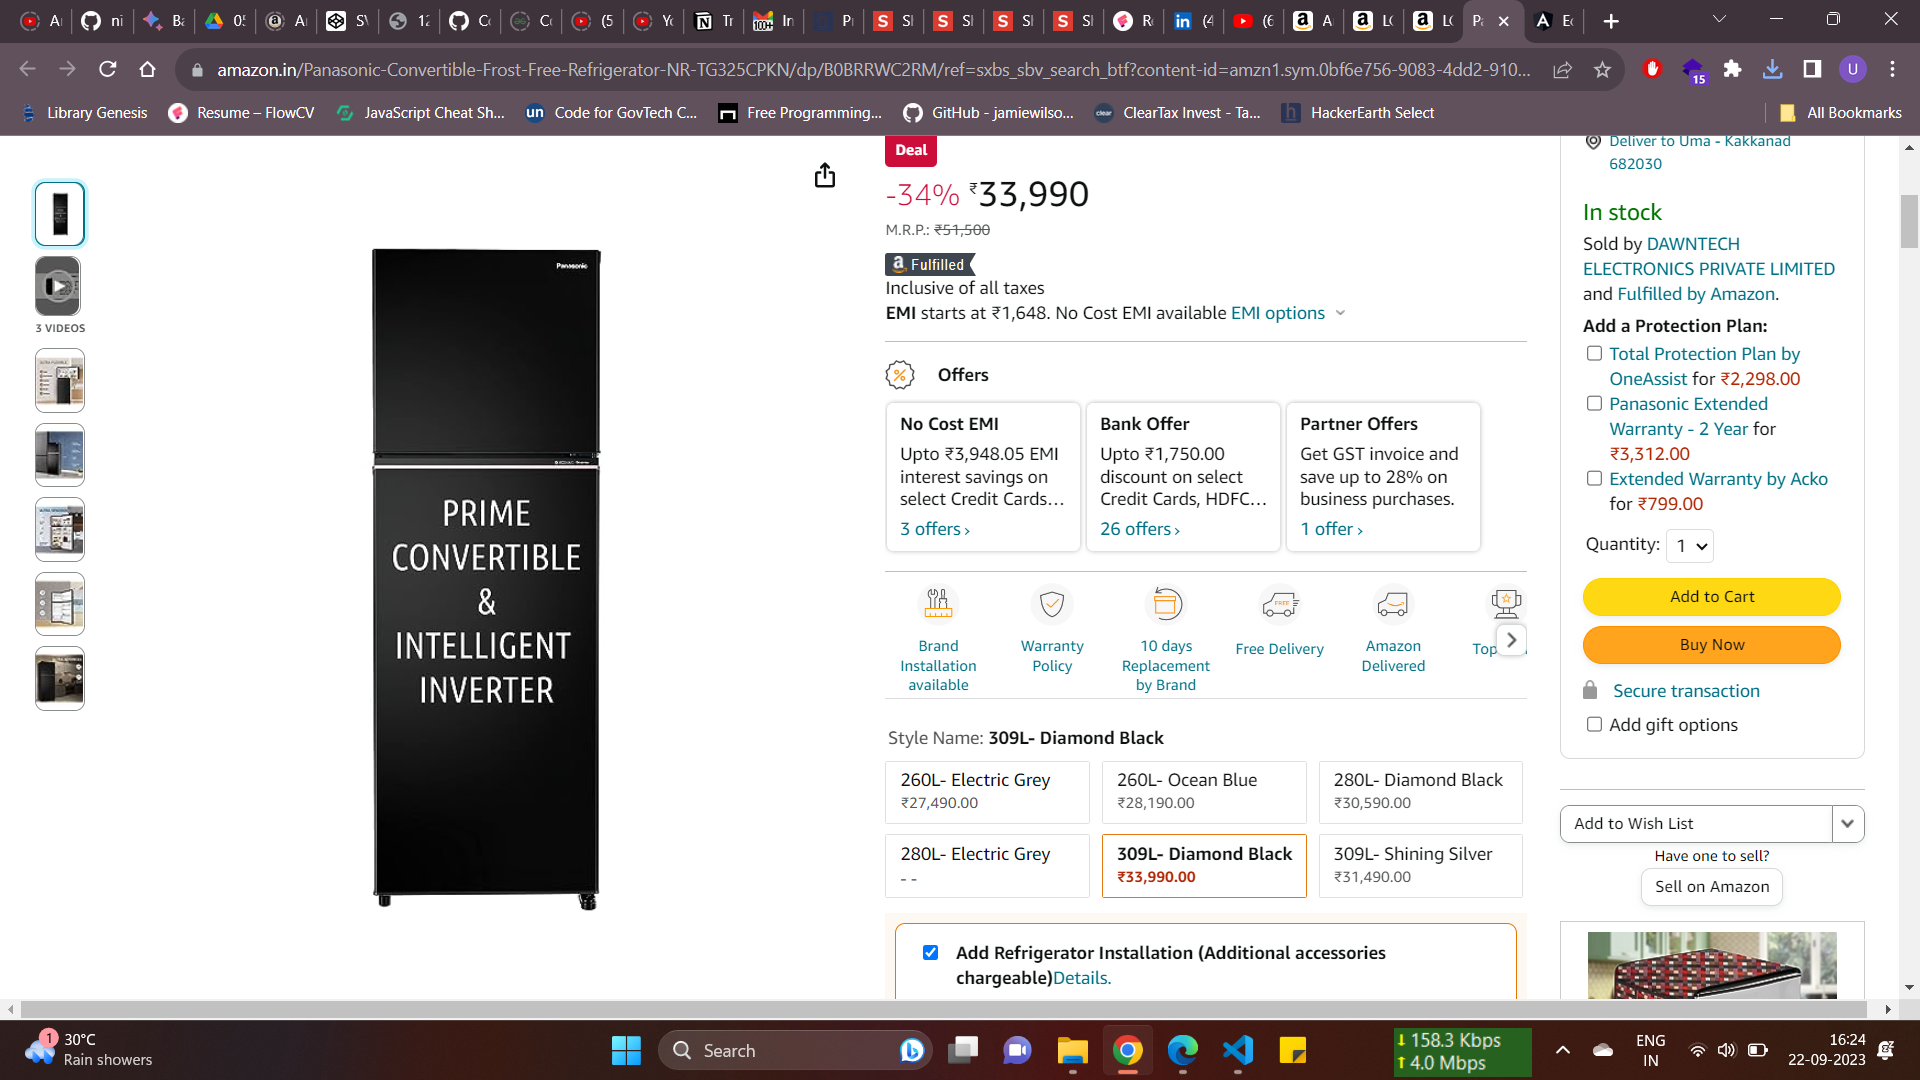 amazon.in/Panasonic-Convertible-Frost-Free-Refrigerator-NR-TG325CPKN/dp/B0BRRWC2RM/ref=sxbs_sbv_search_btf?content-id=amzn1.sym.0bf6e756-9083-4dd2-910...
15
U
Library Genesis
Resume – FlowCV
JavaScript Cheat Sh...
un Code for GovTech C...
Free Programming...
GitHub - jamiewilso...
clear ClearTax Invest - Ta...
h HackerEarth Select
All Bookmarks
3 VIDEOS
Panasonic
PRIME
CONVERTIBLE
&
INTELLIGENT
INVERTER
Deal
-34% ₹33,990
M.R.P.: ₹51,500
a Fulfilled
Inclusive of all taxes
EMI starts at ₹1,648. No Cost EMI available EMI options
Offers
No Cost EMI
Upto ₹3,948.05 EMI
interest savings on
select Credit Cards…
3 offers ›
Bank Offer
Upto ₹1,750.00
discount on select
Credit Cards, HDFC…
26 offers ›
Partner Offers
Get GST invoice and
save up to 28% on
business purchases.
1 offer ›
Brand
Installation
available
Warranty
Policy
10 days
Replacement
by Brand
FREE
Free Delivery
Amazon
Delivered
Top
Style Name: 309L- Diamond Black
260L- Electric Grey
₹27,490.00
260L- Ocean Blue
₹28,190.00
280L- Diamond Black
₹30,590.00
280L- Electric Grey
- -
309L- Diamond Black
₹33,990.00
309L- Shining Silver
₹31,490.00
Add Refrigerator Installation (Additional accessories
chargeable)Details.
Deliver to Uma - Kakkanad
682030
In stock
Sold by DAWNTECH
ELECTRONICS PRIVATE LIMITED
and Fulfilled by Amazon.
Add a Protection Plan:
Total Protection Plan by
OneAssist for ₹2,298.00
Panasonic Extended
Warranty - 2 Year for
₹3,312.00
Extended Warranty by Acko
for ₹799.00
Quantity: 1
Add to Cart
Buy Now
Secure transaction
Add gift options
Add to Wish List
Have one to sell?
Sell on Amazon
1
30°C
Rain showers
Search
158.3 Kbps
4.0 Mbps
ENG
IN
16:24
22-09-2023